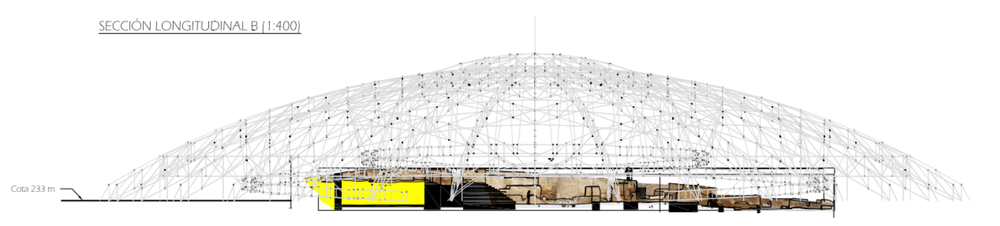 SECCIÓN LONGITUDINAL B (1:400)
Cota 233 m